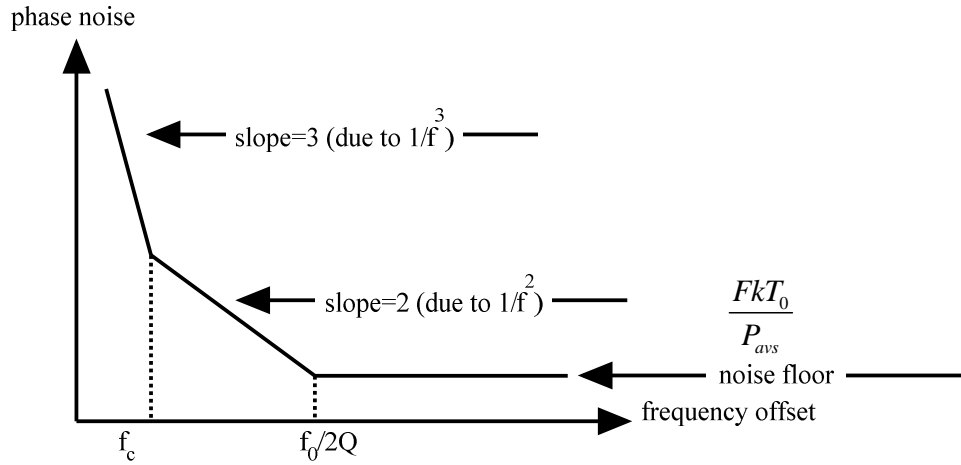 phase noise
slope=3 (due to 1/f³)
slope=2 (due to 1/f²)
FkT₀
Pₐᵥₛ
noise floor
frequency offset
f_c
f₀/2Q